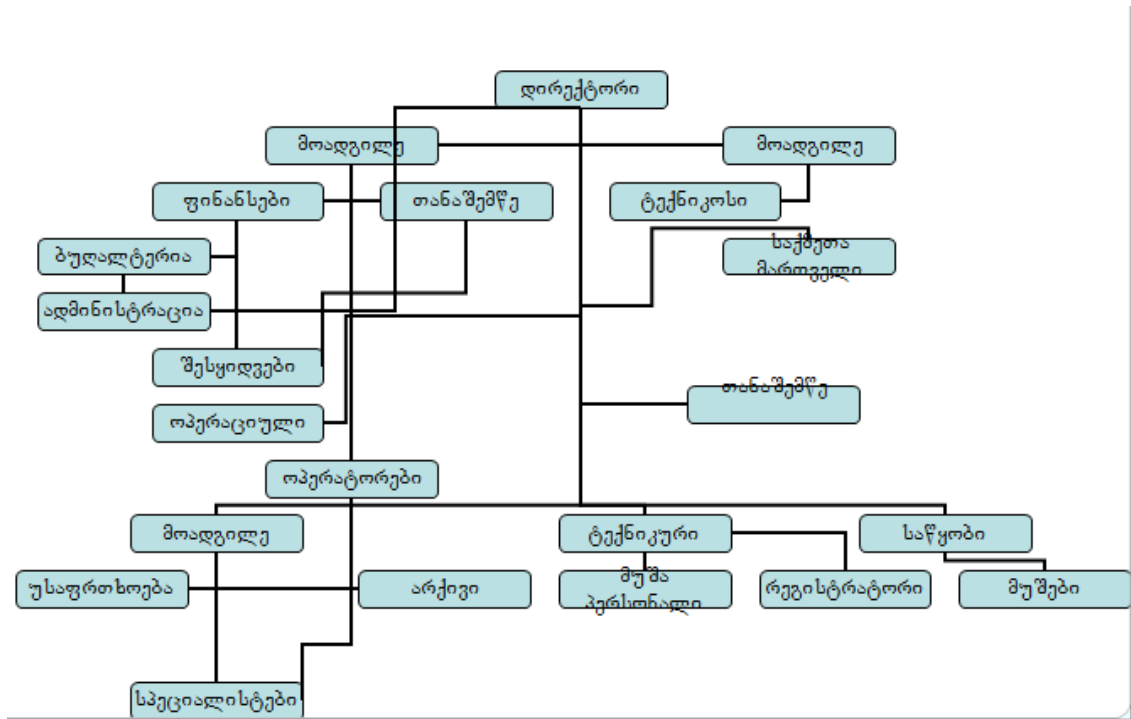 დირექტორი
მოადგილე
მოადგილე
ფინანსები
თანაშემწე
ტექნიკოსი
ბუღალტერია
საქმეთა
მართველი
ადმინისტრაცია
შესყიდვები
თანაშემწე
ოპერაციული
ოპერატორები
მოადგილე
ტექნიკური
საწყობი
უსაფრთხოება
არქივი
მუშა
პერსონალი
რეგისტრატორი
მუშები
სპეციალისტები